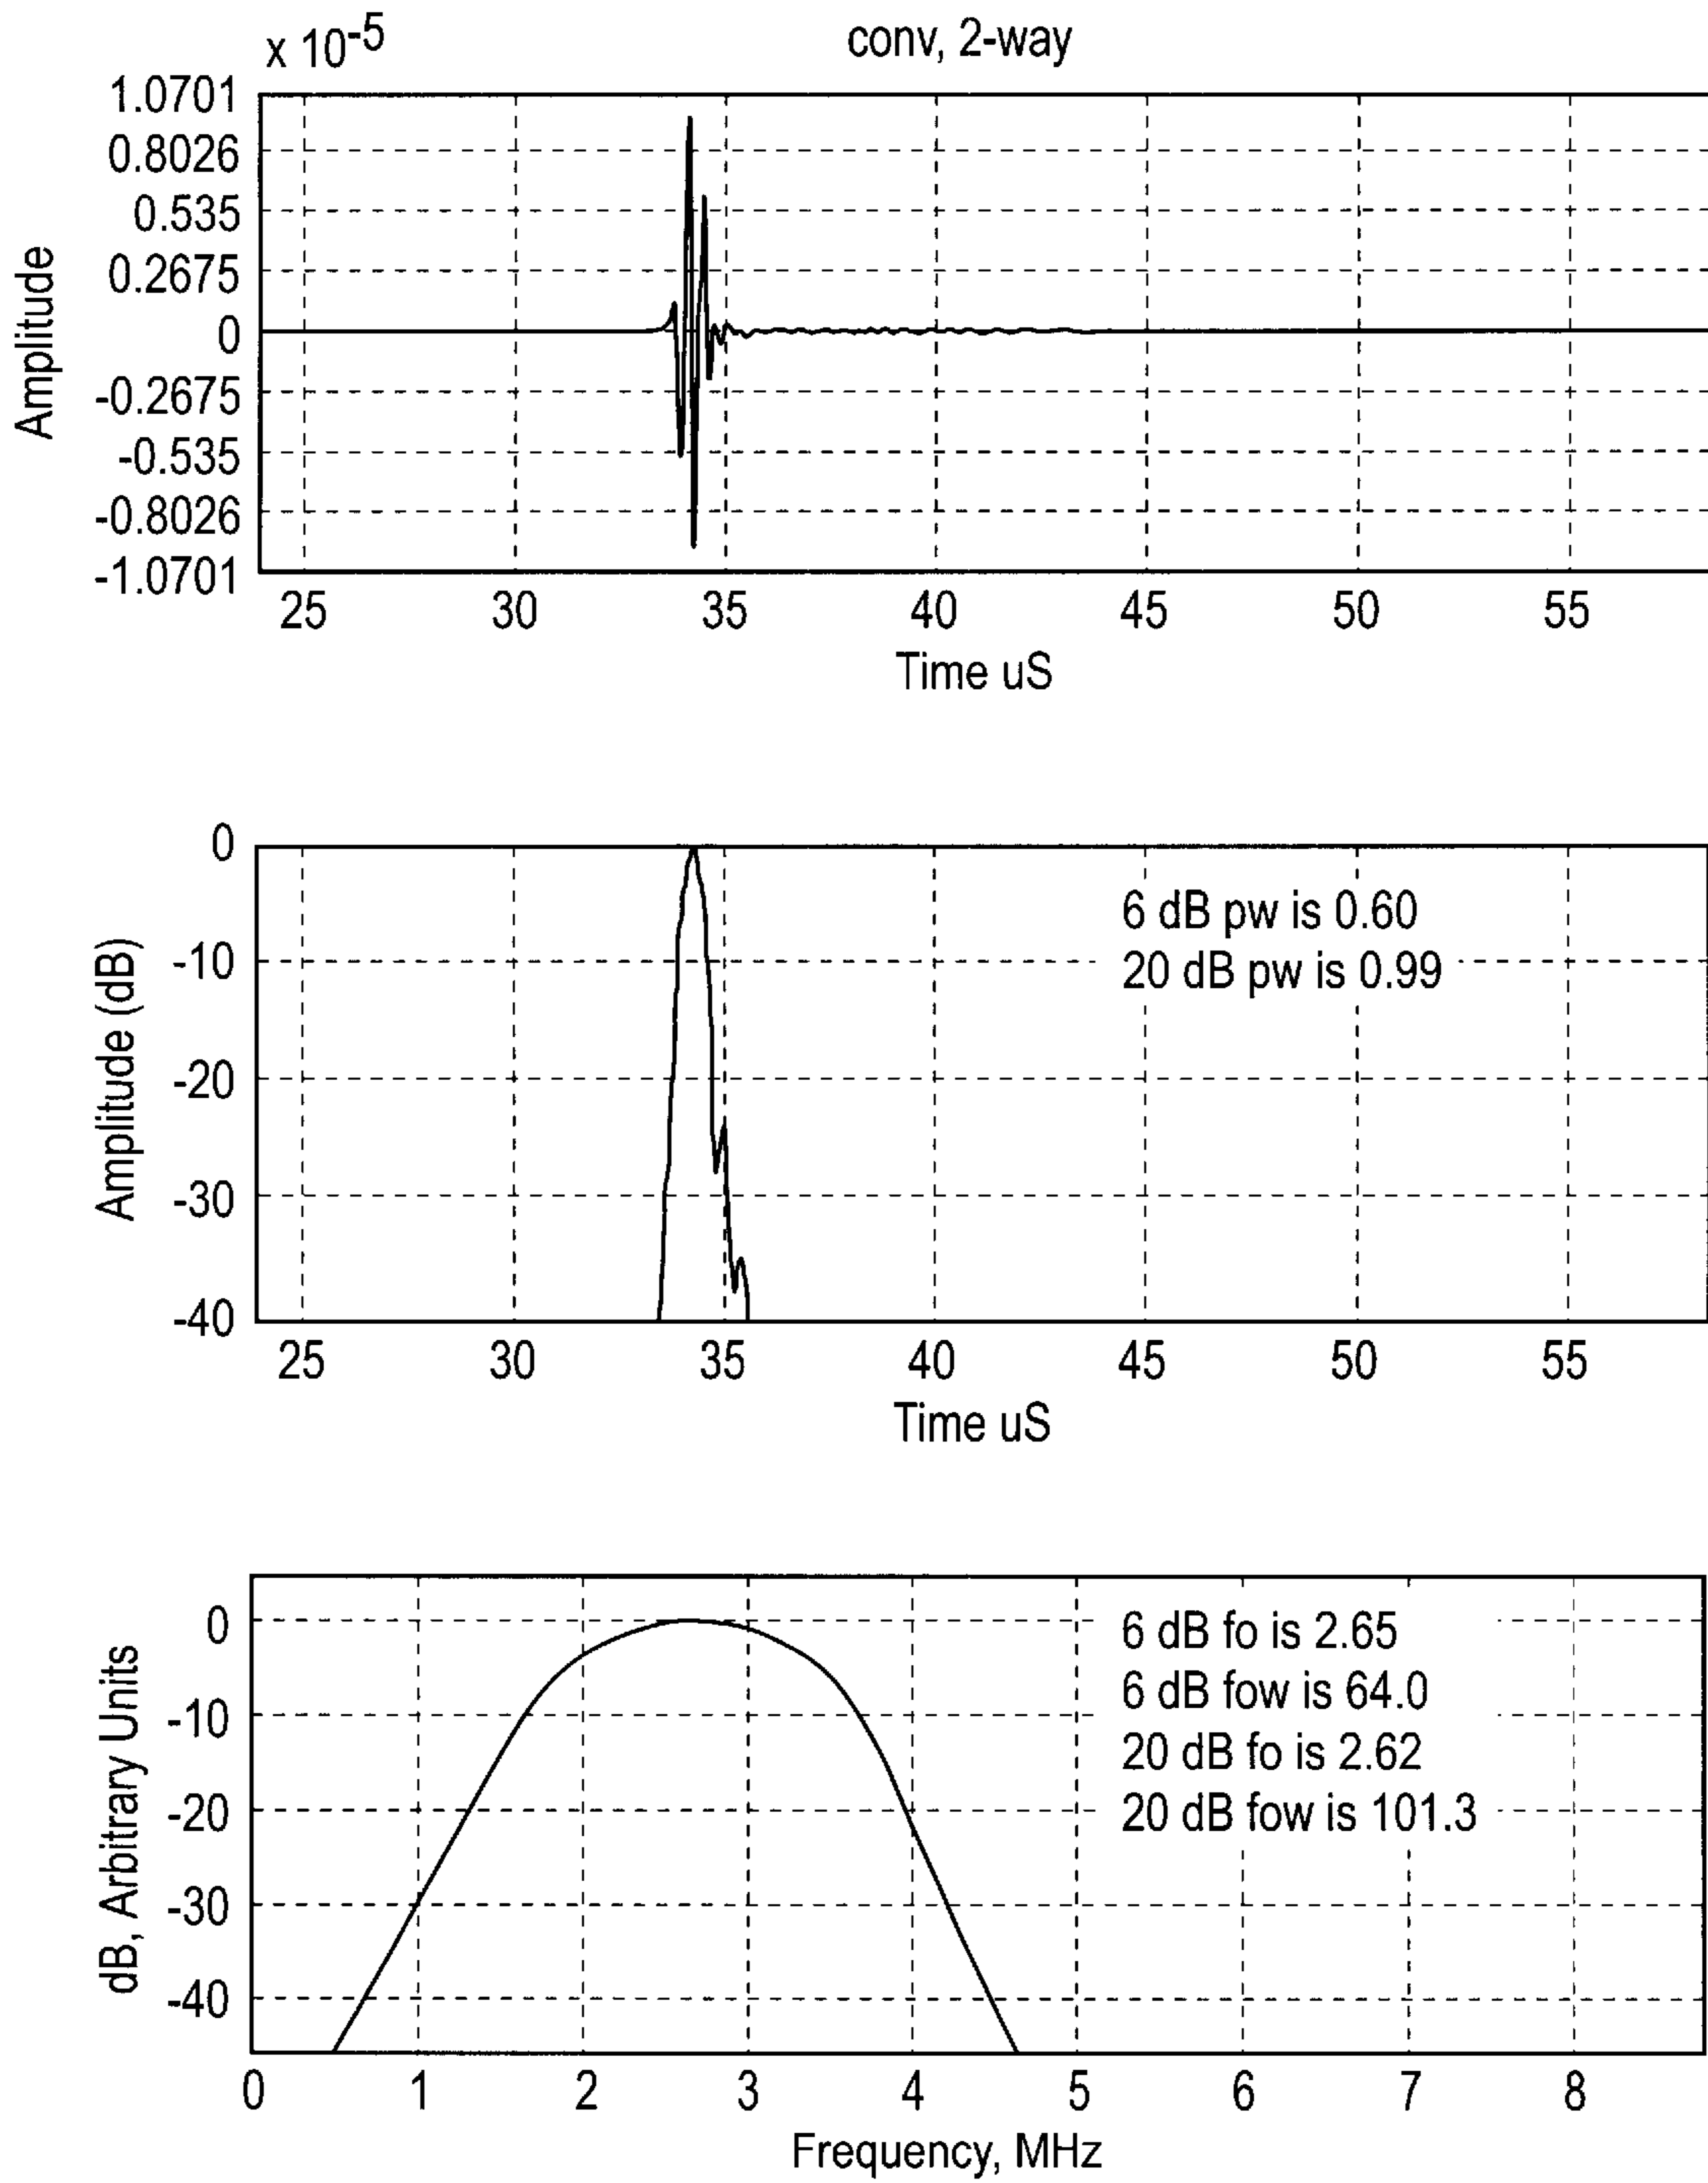 x 10-5
conv, 2-way
1.0701
0.8026
0.535
0.2675
0
-0.2675
-0.535
-0.8026
-1.0701
Amplitude
25 30 35 40 45 50 55
Time uS
0
-10
-20
-30
-40
Amplitude (dB)
6 dB pw is 0.60
20 dB pw is 0.99
25 30 35 40 45 50 55
Time uS
0
-10
-20
-30
-40
dB, Arbitrary Units
6 dB fo is 2.65
6 dB fow is 64.0
20 dB fo is 2.62
20 dB fow is 101.3
0 1 2 3 4 5 6 7 8
Frequency, MHz